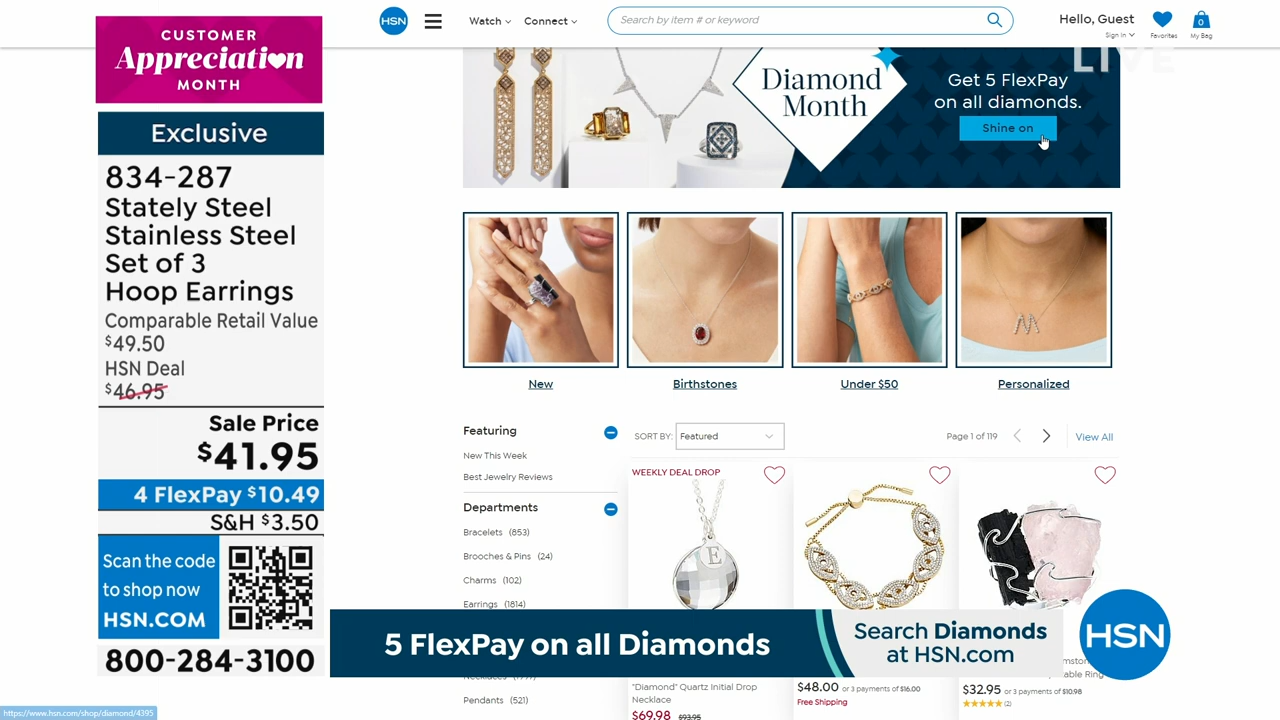 CUSTOMER
Appreciation
MONTH
Exclusive
834-287
Stately Steel
Stainless Steel
Set of 3
Hoop Earrings
Comparable Retail Value
$49.50
HSN Deal
$46.95
Sale Price
$41.95
4 FlexPay $10.49
S&H $3.50
Scan the code
to shop now
HSN.COM
800-284-3100
HSN
Watch
Connect
Search by item # or keyword
Hello, Guest
Sign In
Favorites
0
My Bag
LIVE
Diamond
Month
Get 5 FlexPay
on all diamonds.
Shine on
New
Birthstones
Under $50
Personalized
Featuring
New This Week
Best Jewelry Reviews
Departments
Bracelets (853)
Brooches & Pins (24)
Charms (102)
Earrings (1814)
Pendants (521)
SORT BY: Featured
Page 1 of 119
View All
WEEKLY DEAL DROP
E
"Diamond" Quartz Initial Drop
Necklace
$69.98 $93.95
$48.00 or 3 payments of $16.00
Free Shipping
$32.95 or 3 payments of $10.98
(2)
5 FlexPay on all Diamonds
Search Diamonds
at HSN.com
HSN
https://www.hsn.com/shop/diamond/4395